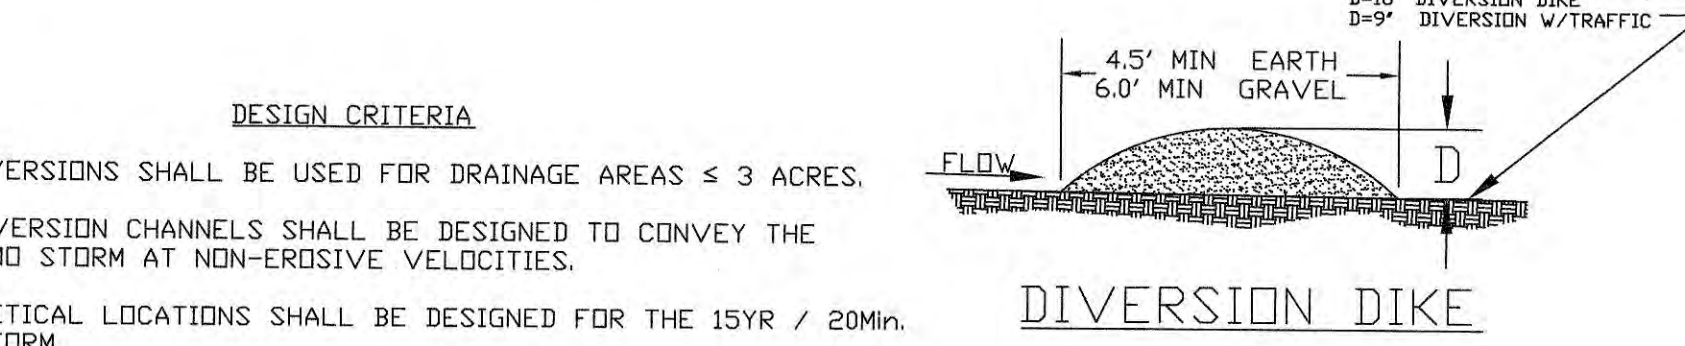 DESIGN CRITERIA
VERSIONS SHALL BE USED FOR DRAINAGE AREAS ≤ 3 ACRES.
VERSION CHANNELS SHALL BE DESIGNED TO CONVEY THE
STORM AT NON-EROSIVE VELOCITIES.
TICAL LOCATIONS SHALL BE DESIGNED FOR THE 15YR / 20Min.
TORM
DIVERSION DIKE
D=9" DIVERSION W/TRAFFIC
4.5' MIN EARTH
6.0' MIN GRAVEL
FLOW
D
DIVERSION DIKE